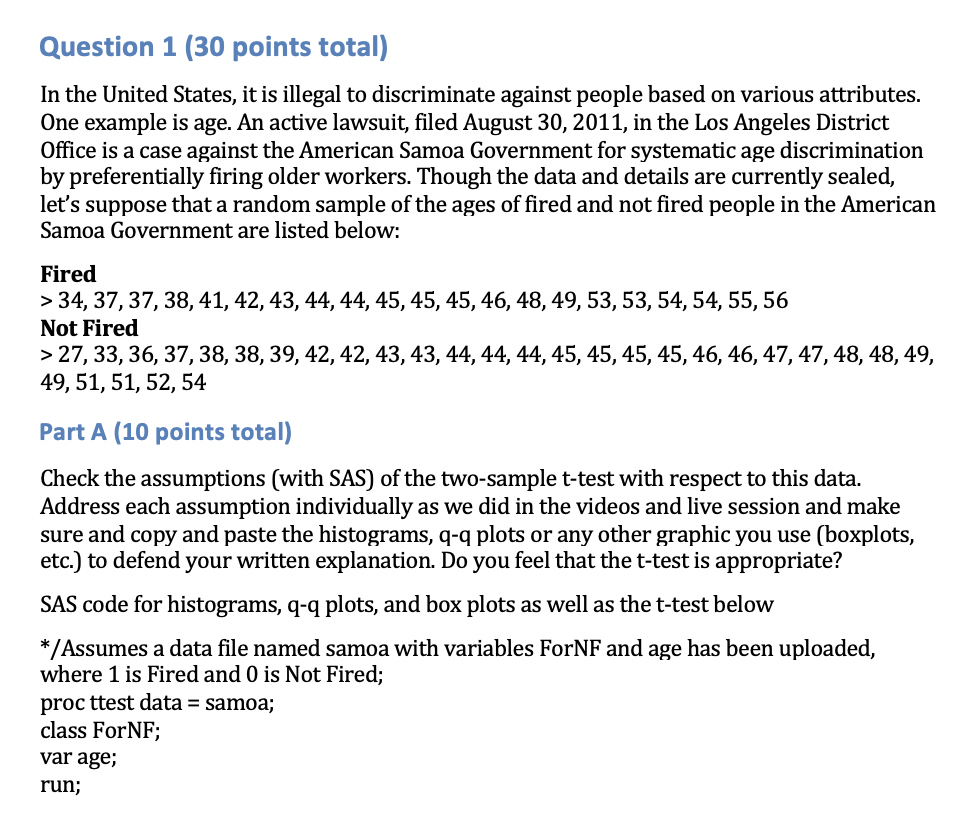 Question 1 (30 points total)
In the United States, it is illegal to discriminate against people based on various attributes.
One example is age. An active lawsuit, filed August 30, 2011, in the Los Angeles District
Office is a case against the American Samoa Government for systematic age discrimination
by preferentially firing older workers. Though the data and details are currently sealed,
let’s suppose that a random sample of the ages of fired and not fired people in the American
Samoa Government are listed below:
Fired
> 34, 37, 37, 38, 41, 42, 43, 44, 44, 45, 45, 45, 46, 48, 49, 53, 53, 54, 54, 55, 56
Not Fired
> 27, 33, 36, 37, 38, 38, 39, 42, 42, 43, 43, 44, 44, 44, 45, 45, 45, 45, 46, 46, 47, 47, 48, 48, 49,
49, 51, 51, 52, 54
Part A (10 points total)
Check the assumptions (with SAS) of the two-sample t-test with respect to this data.
Address each assumption individually as we did in the videos and live session and make
sure and copy and paste the histograms, q-q plots or any other graphic you use (boxplots,
etc.) to defend your written explanation. Do you feel that the t-test is appropriate?
SAS code for histograms, q-q plots, and box plots as well as the t-test below
*/Assumes a data file named samoa with variables ForNF and age has been uploaded,
where 1 is Fired and 0 is Not Fired;
proc ttest data = samoa;
class ForNF;
var age;
run;